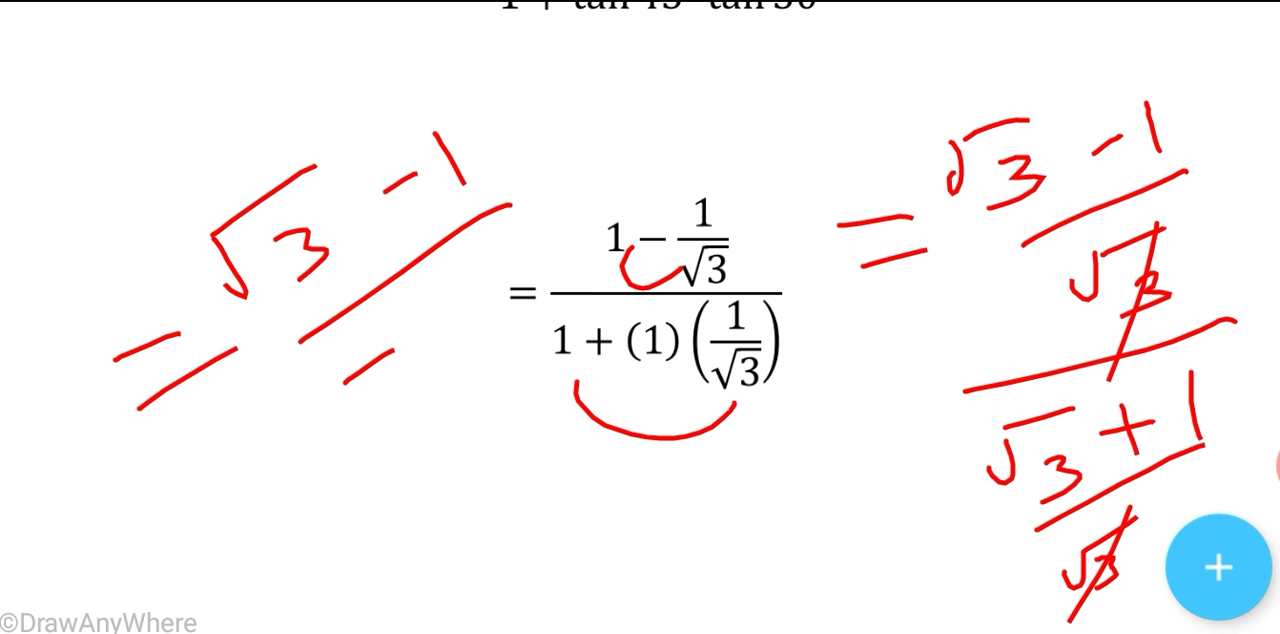 = (1 - 1/√3) / (1 + (1)(1/√3))
= ((√3 - 1)/√3) / ((√3 + 1)/√3)
= (√3 - 1) /
©DrawAnyWhere